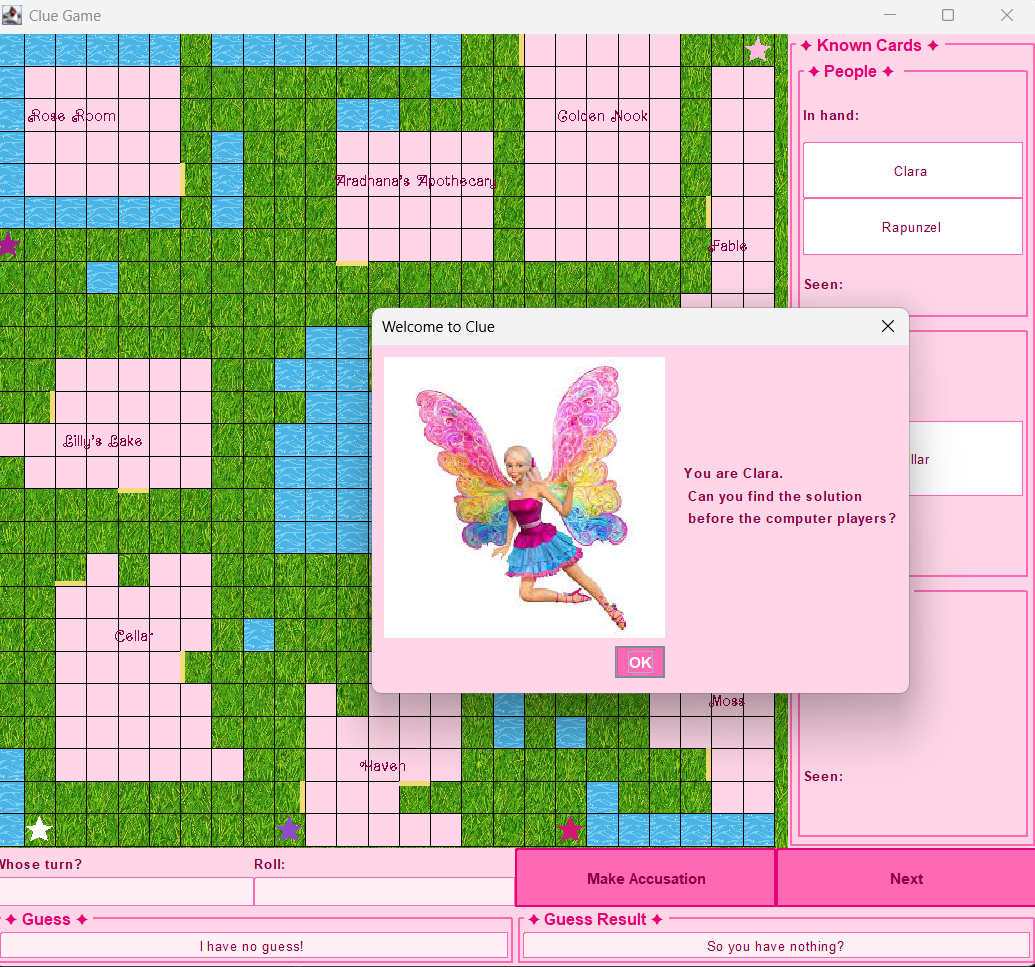 Clue Game
✦ Known Cards ✦
✦ People ✦
Rose Room
Golden Nook
In hand:
Clara
Aradhana's Apothecary
Rapunzel
Fable
Seen:
Welcome to Clue
Lilly's Lake
llar
You are Clara.
Can you find the solution
before the computer players?
Cellar
OK
Moss
Haven
Seen:
Whose turn?
Roll:
Make Accusation
Next
✦ Guess ✦
✦ Guess Result ✦
I have no guess!
So you have nothing?